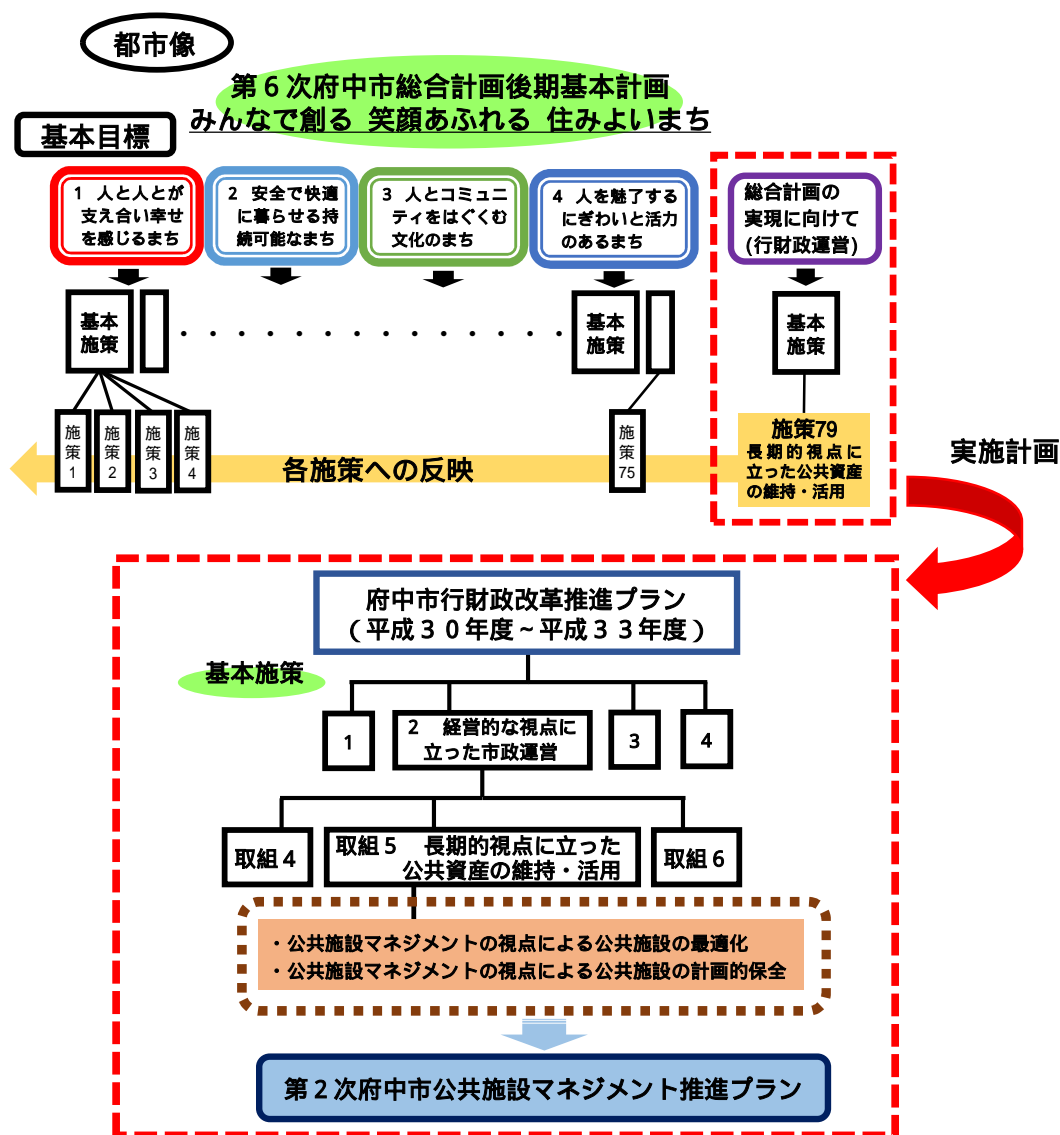 都市像
第６次府中市総合計画後期基本計画
みんなで創る 笑顔あふれる 住みよいまち
基本目標
1 人と人とが
支え合い幸せ
を感じるまち
2 安全で快適
に暮らせる持
続可能なまち
3 人とコミュニ
ティをはぐくむ
文化のまち
4 人を魅了する
にぎわいと活力
のあるまち
総合計画の
実現に向けて
(行財政運営)
基本
施策
基本
施策
基本
施策
施策1
施策2
施策3
施策4
施策75
各施策への反映
施策79
長期的視点に
立った公共資産
の維持・活用
実施計画
府中市行財政改革推進プラン
（平成３０年度～平成３３年度）
基本施策
1
2 経営的な視点に
立った市政運営
3
4
取組４
取組５ 長期的視点に立った
公共資産の維持・活用
取組６
・公共施設マネジメントの視点による公共施設の最適化
・公共施設マネジメントの視点による公共施設の計画的保全
第２次府中市公共施設マネジメント推進プラン